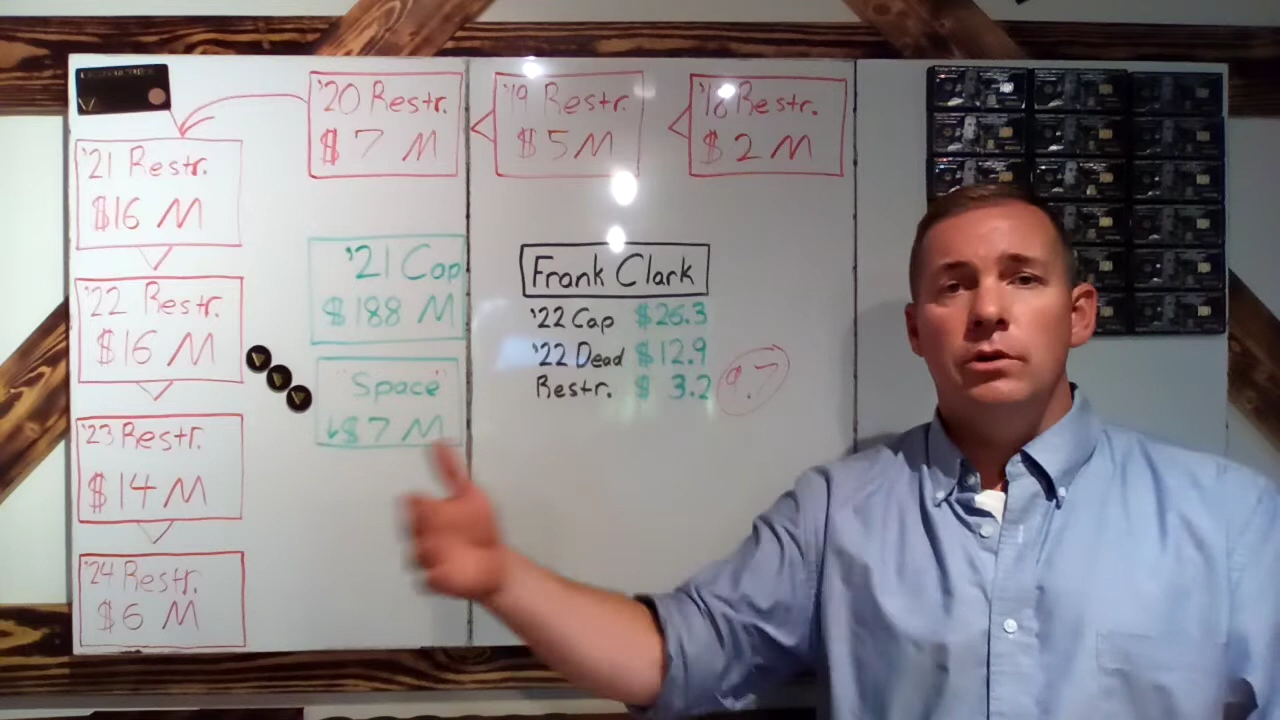 '20 Restr.
$ 7 M
'19 Restr.
$ 5 M
'18 Restr.
$ 2 M
'21 Restr.
$16 M
'22 Restr.
$16 M
'23 Restr.
$ 14 M
'24 Restr.
$ 6 M
'21 Cap
$188 M
"Space"
↓$ 7 M
Frank Clark
'22 Cap $26.3
'22 Dead $12.9
Restr. $ 3.2
9.7